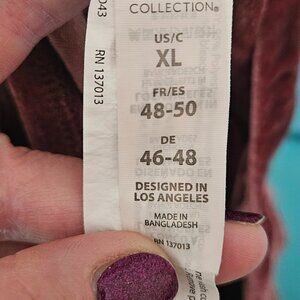 COLLECTION®
US/C
XL
FR/ES
48-50
DE
46-48
DESIGNED IN
LOS ANGELES
MADE IN
BANGLADESH
RN 137013
RN 137013